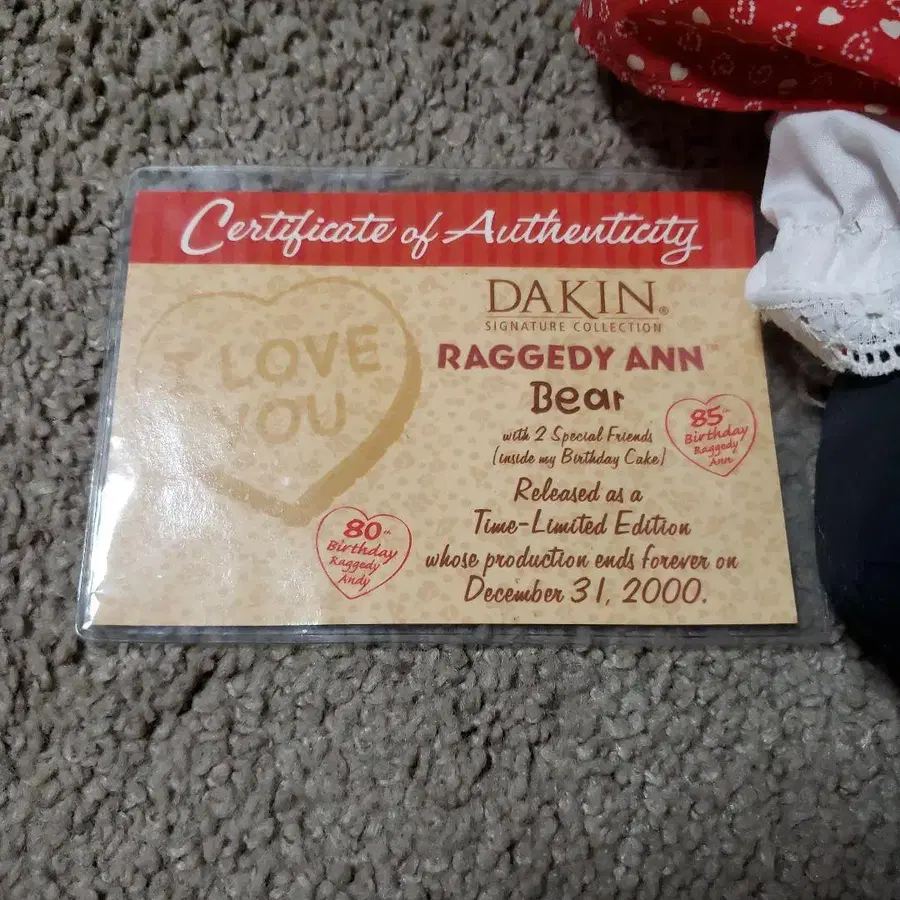 Certificate of Authenticity
I LOVE
YOU
DAKIN®
SIGNATURE COLLECTION
RAGGEDY ANN™
Bear
with 2 Special Friends
(inside my Birthday Cake)
85th
Birthday
Raggedy
Ann
Released as a
Time-Limited Edition
whose production ends forever on
December 31, 2000.
80th
Birthday
Raggedy
Andy